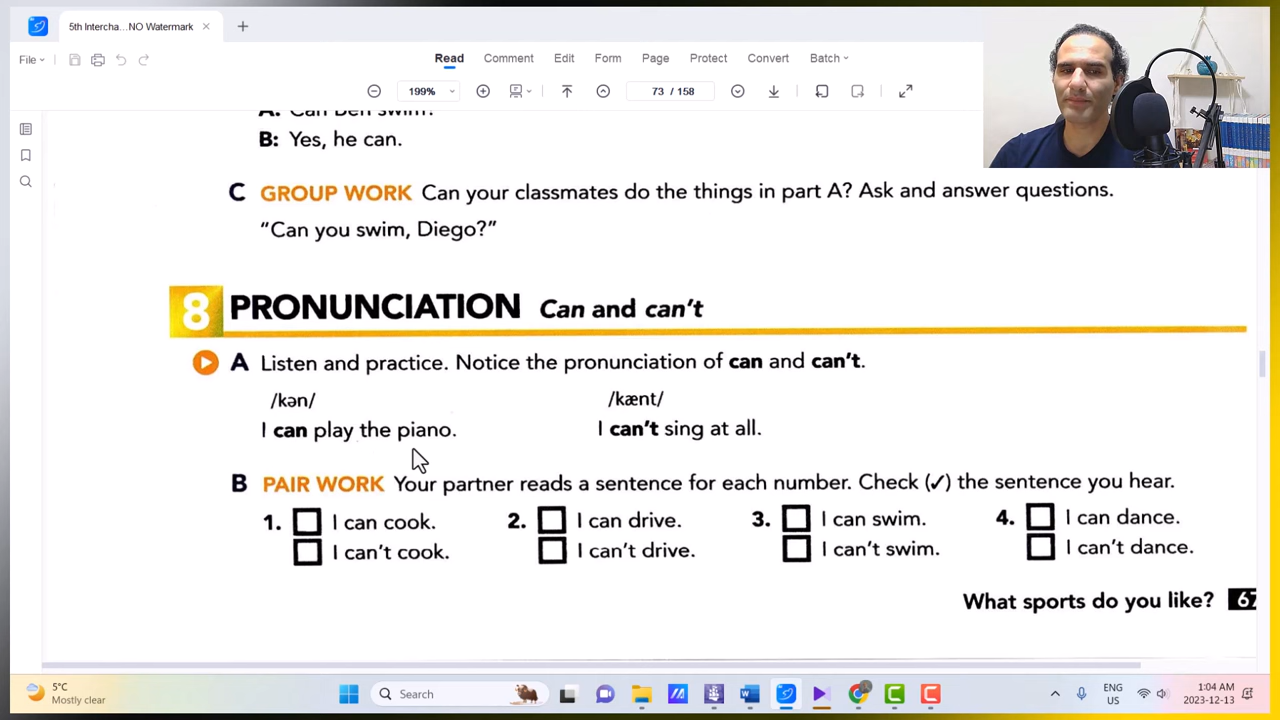 5th Intercha...NO Watermark
File
Read
Comment
Edit
Form
Page
Protect
Convert
Batch
199%
73 / 158
A: Can Ben swim?
B: Yes, he can.
C GROUP WORK Can your classmates do the things in part A? Ask and answer questions.
“Can you swim, Diego?”
8 PRONUNCIATION Can and can’t
A Listen and practice. Notice the pronunciation of can and can’t.
/kən/ /kænt/
I can play the piano. I can’t sing at all.
B PAIR WORK Your partner reads a sentence for each number. Check (✓) the sentence you hear.
1. I can cook. 2. I can drive. 3. I can swim. 4. I can dance.
I can’t cook. I can’t drive. I can’t swim. I can’t dance.
What sports do you like? 67
5°C
Mostly clear
Search
ENG
US
1:04 AM
2023-12-13